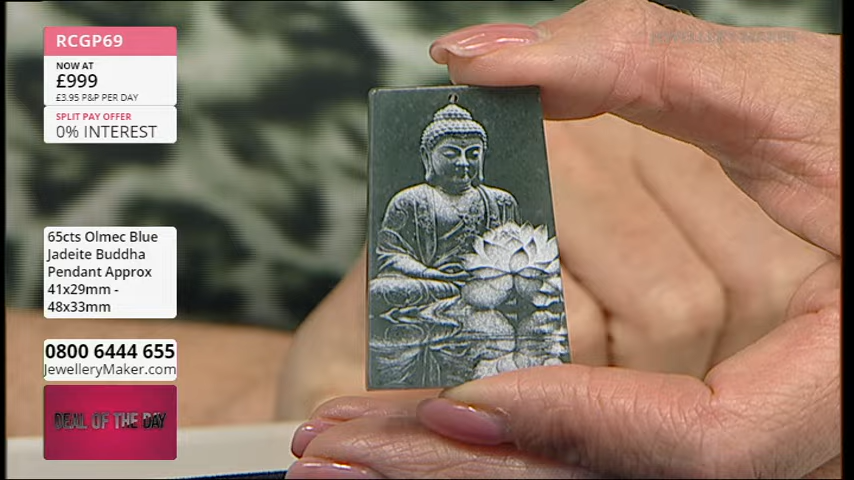 RCGP69
NOW AT
£999
£3.95 P&P PER DAY
SPLIT PAY OFFER
0% INTEREST
65cts Olmec Blue
Jadeite Buddha
Pendant Approx
41x29mm -
48x33mm
0800 6444 655
JewelleryMaker.com
DEAL OF THE DAY
JEWELLERYMAKER